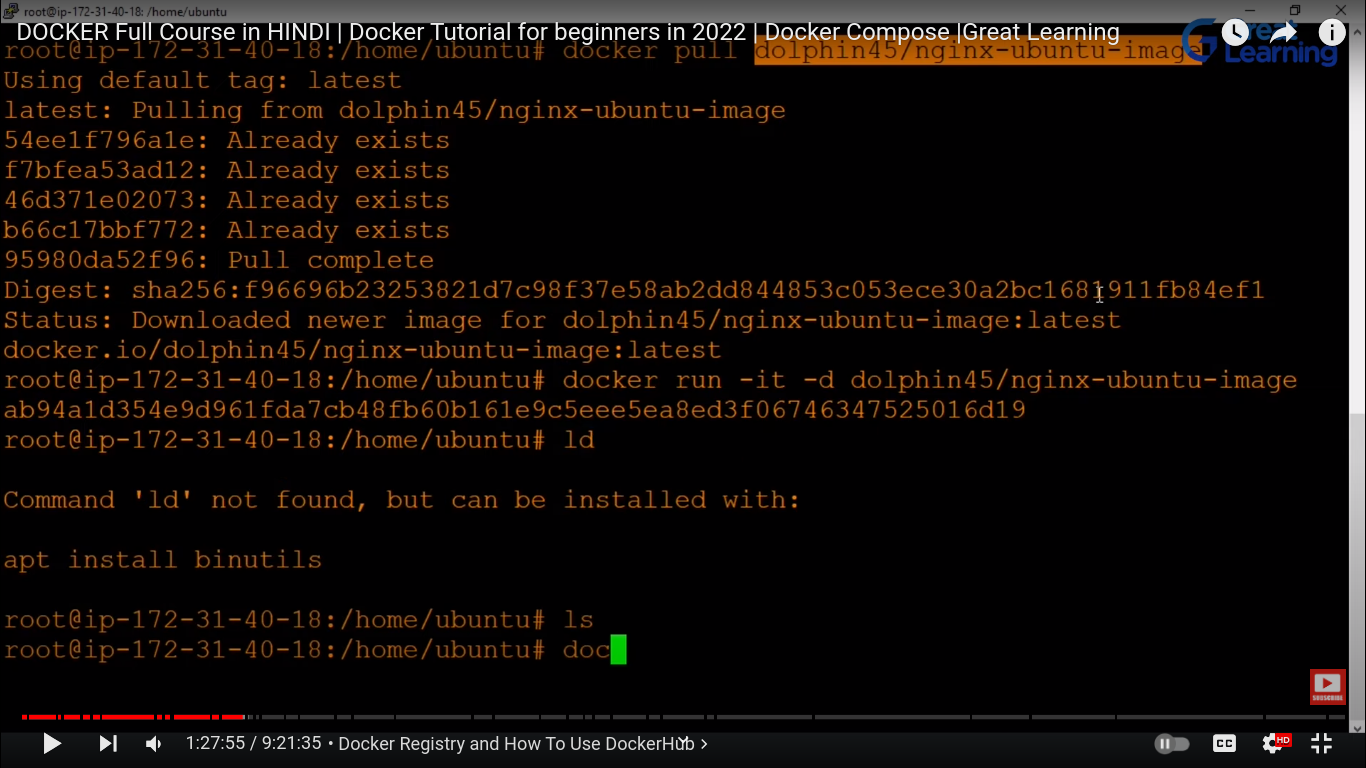 root@ip-172-31-40-18: /home/ubuntu
DOCKER Full Course in HINDI | Docker Tutorial for beginners in 2022 | Docker Compose |Great Learning
root@ip-172-31-40-18:/home/ubuntu# docker pull dolphin45/nginx-ubuntu-image
Great Learning
Using default tag: latest
latest: Pulling from dolphin45/nginx-ubuntu-image
54ee1f796a1e: Already exists
f7bfea53ad12: Already exists
46d371e02073: Already exists
b66c17bbf772: Already exists
95980da52f96: Pull complete
Digest: sha256:f96696b23253821d7c98f37e58ab2dd844853c053ece30a2bc1681911fb84ef1
Status: Downloaded newer image for dolphin45/nginx-ubuntu-image:latest
docker.io/dolphin45/nginx-ubuntu-image:latest
root@ip-172-31-40-18:/home/ubuntu# docker run -it -d dolphin45/nginx-ubuntu-image
ab94a1d354e9d961fda7cb48fb60b161e9c5eee5ea8ed3f06746347525016d19
root@ip-172-31-40-18:/home/ubuntu# ld
Command 'ld' not found, but can be installed with:
apt install binutils
root@ip-172-31-40-18:/home/ubuntu# ls
root@ip-172-31-40-18:/home/ubuntu# doc
SUBSCRIBE
1:27:55 / 9:21:35 • Docker Registry and How To Use DockerHub
CC
HD